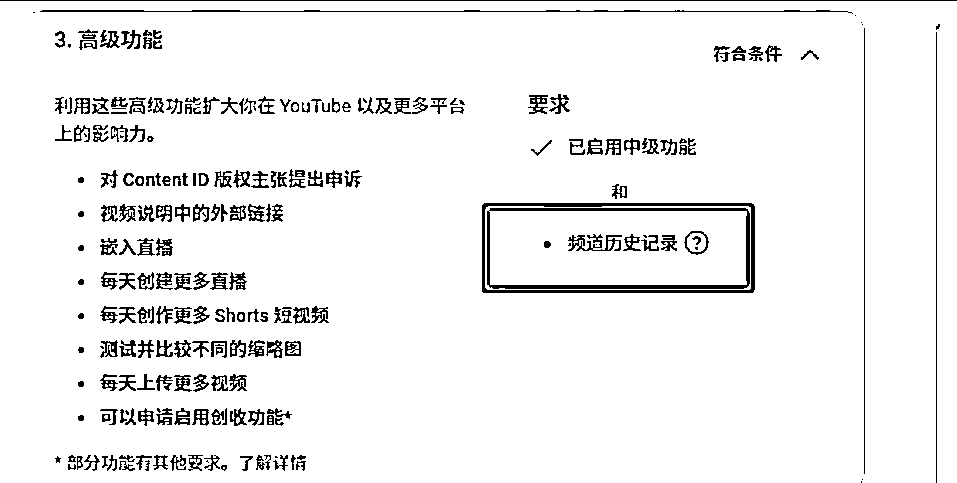 3. 高级功能
符合条件
利用这些高级功能扩大你在 YouTube 以及更多平台
上的影响力。
• 对 Content ID 版权主张提出申诉
• 视频说明中的外部链接
• 嵌入直播
• 每天创建更多直播
• 每天创作更多 Shorts 短视频
• 测试并比较不同的缩略图
• 每天上传更多视频
• 可以申请启用创收功能*
* 部分功能有其他要求。了解详情
要求
已启用中级功能
和
• 频道历史记录 ?